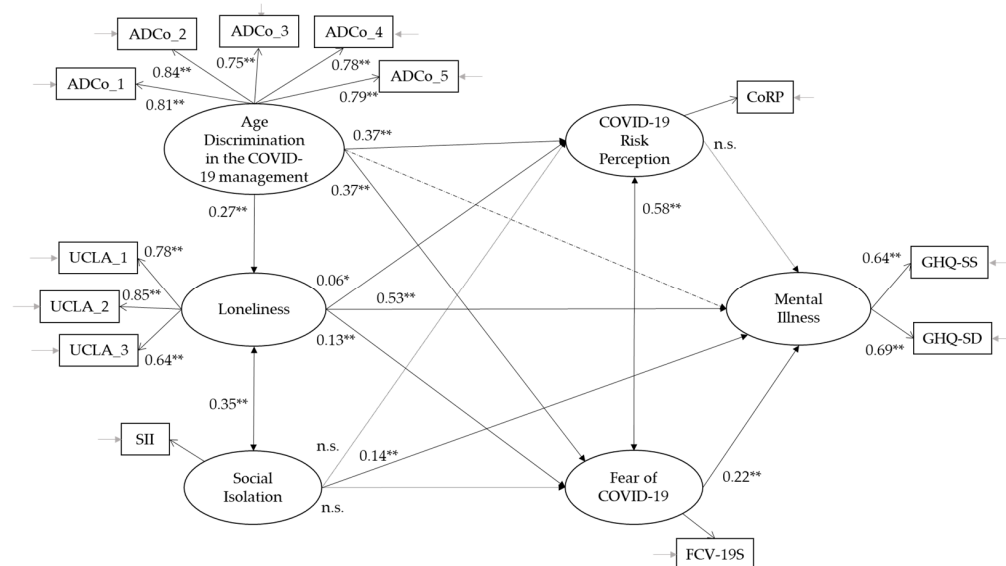 ADCo_2
ADCo_3
ADCo_4
ADCo_1
ADCo_5
0.84**
0.75**
0.78**
0.81**
0.79**
Age
Discrimination
in the COVID-
19 management
0.37**
0.37**
0.27**
COVID-19
Risk
Perception
CoRP
n.s.
0.58**
UCLA_1
0.78**
UCLA_2
0.85**
UCLA_3
0.64**
Loneliness
0.06*
0.53**
0.13**
Mental
Illness
0.64**
GHQ-SS
0.69**
GHQ-SD
0.35**
SII
Social
Isolation
n.s.
0.14**
n.s.
Fear of
COVID-19
0.22**
FCV-19S